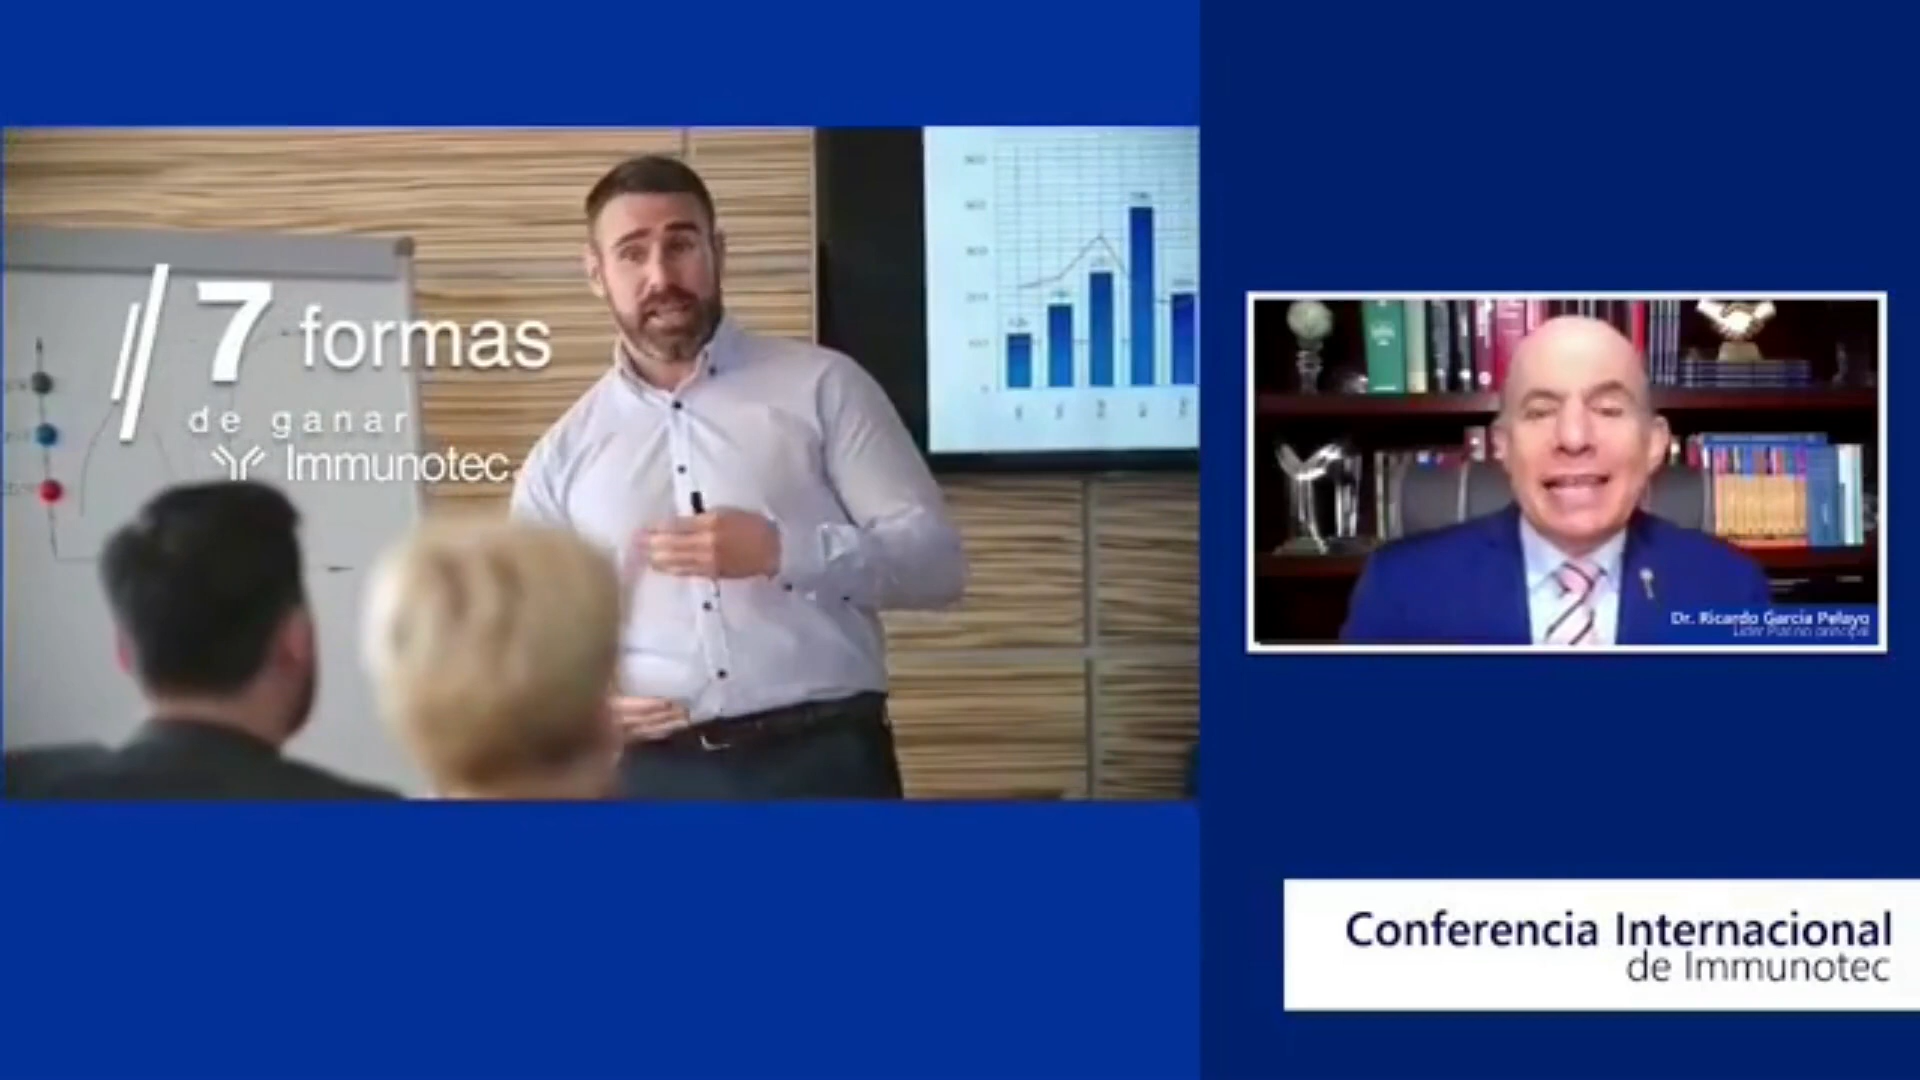 7 formas
de ganar
Immunotec
Dr. Ricardo García Pelayo
Conferencia Internacional
de Immunotec